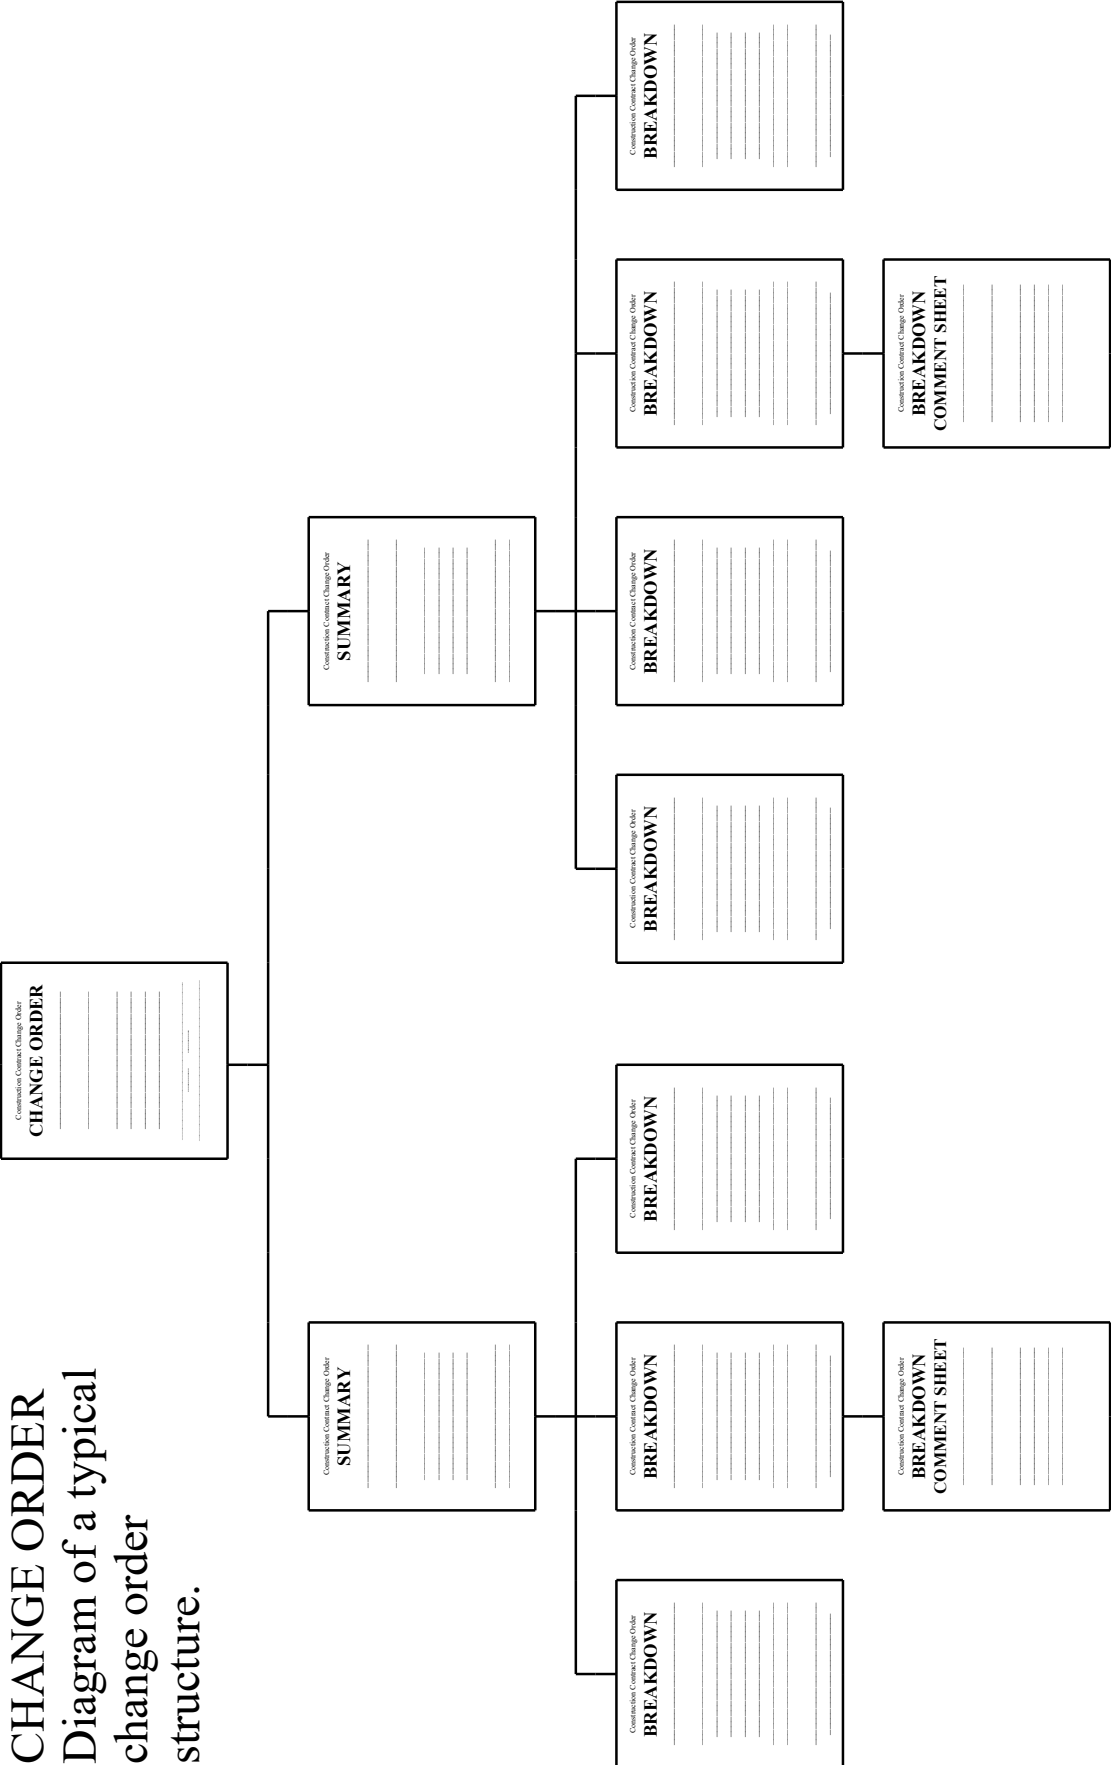 CHANGE ORDER
Diagram of a typical
change order
structure.
Construction Contract Change Order
CHANGE ORDER
Construction Contract Change Order
SUMMARY
Construction Contract Change Order
SUMMARY
Construction Contract Change Order
BREAKDOWN
Construction Contract Change Order
BREAKDOWN
Construction Contract Change Order
BREAKDOWN
Construction Contract Change Order
BREAKDOWN
Construction Contract Change Order
BREAKDOWN
Construction Contract Change Order
BREAKDOWN
Construction Contract Change Order
BREAKDOWN
Construction Contract Change Order
BREAKDOWN
COMMENT SHEET
Construction Contract Change Order
BREAKDOWN
COMMENT SHEET